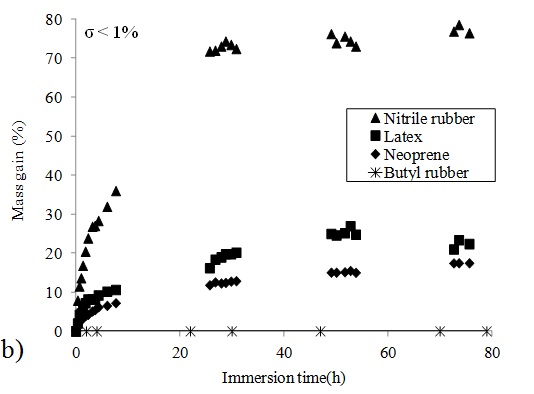 80
σ < 1%
70
60
50
40
30
20
10
0
Mass gain (%)
Nitrile rubber
Latex
Neoprene
Butyl rubber
0 20 40 60 80
Immersion time(h)
b)